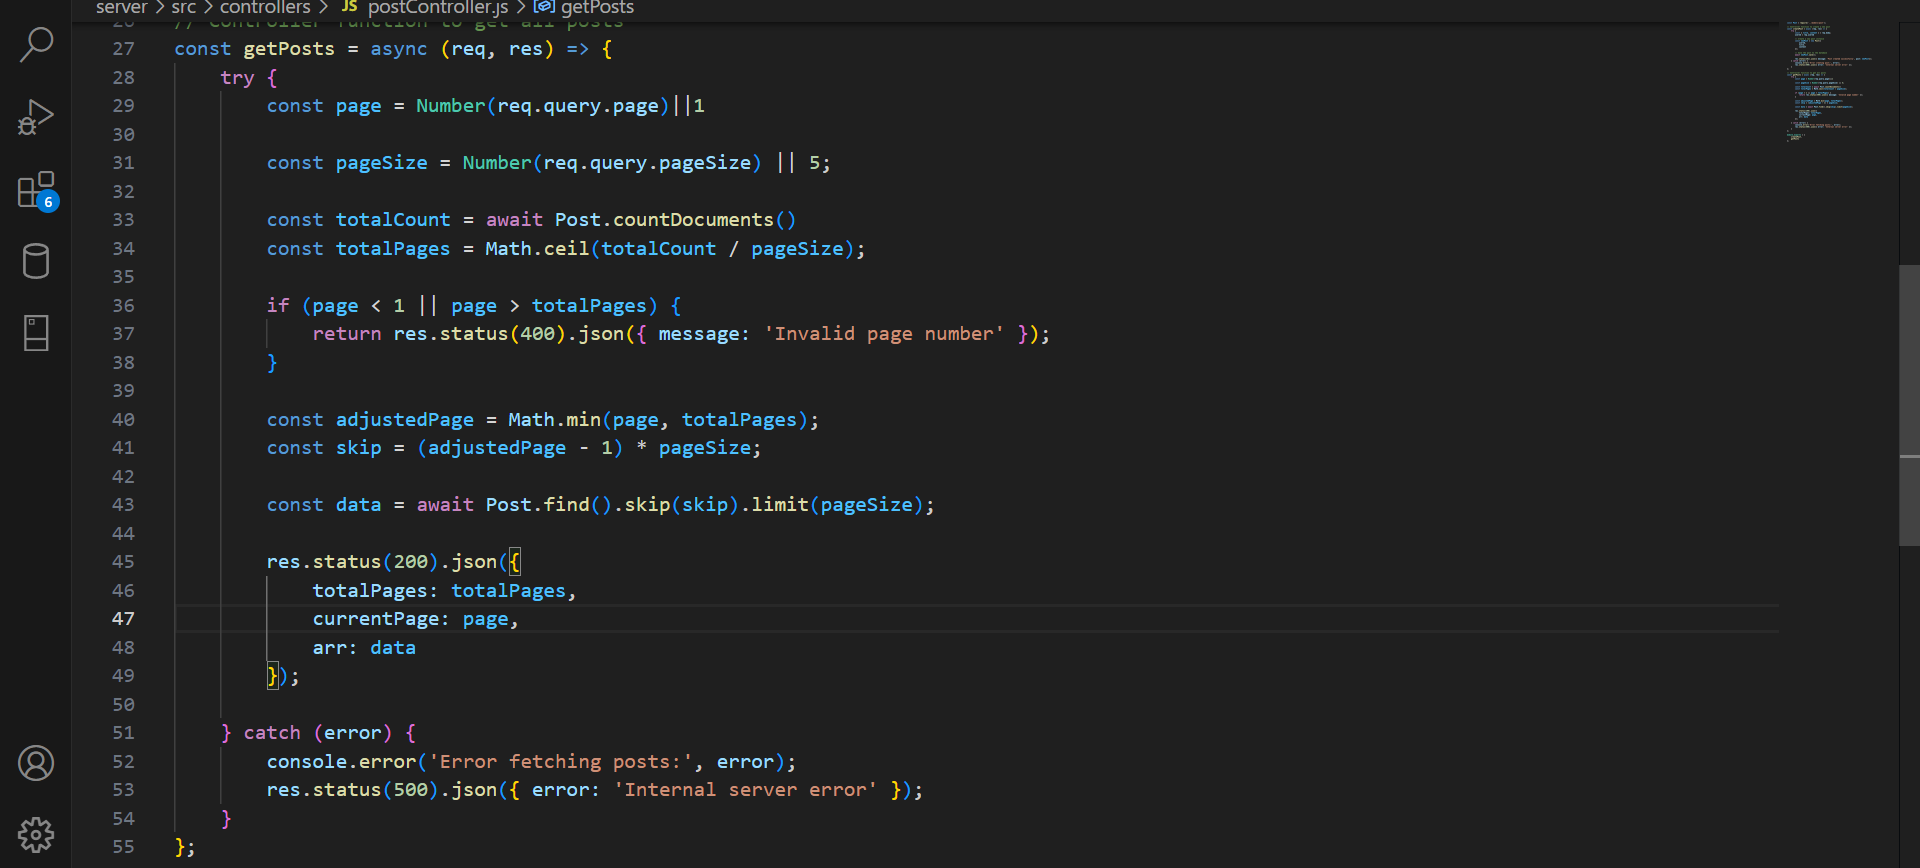 server > src > controllers > JS postController.js > getPosts
26 // Controller function to get all posts
27 const getPosts = async (req, res) => {
28 try {
29 const page = Number(req.query.page)||1
30
31 const pageSize = Number(req.query.pageSize) || 5;
32
33 const totalCount = await Post.countDocuments()
34 const totalPages = Math.ceil(totalCount / pageSize);
35
36 if (page < 1 || page > totalPages) {
37 return res.status(400).json({ message: 'Invalid page number' });
38 }
39
40 const adjustedPage = Math.min(page, totalPages);
41 const skip = (adjustedPage - 1) * pageSize;
42
43 const data = await Post.find().skip(skip).limit(pageSize);
44
45 res.status(200).json({
46 totalPages: totalPages,
47 currentPage: page,
48 arr: data
49 });
50
51 } catch (error) {
52 console.error('Error fetching posts:', error);
53 res.status(500).json({ error: 'Internal server error' });
54 }
55 };
6